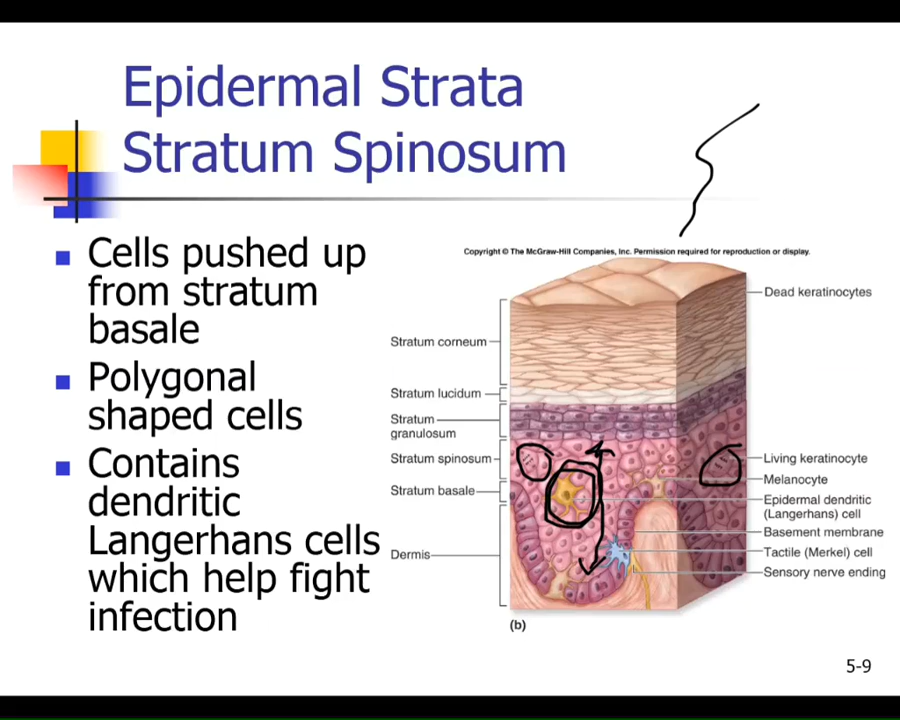 Epidermal Strata
Stratum Spinosum
Cells pushed up
from stratum
basale
Polygonal
shaped cells
Contains
dendritic
Langerhans cells
which help fight
infection
Copyright © The McGraw-Hill Companies, Inc. Permission required for reproduction or display.
Stratum corneum
Stratum lucidum
Stratum
granulosum
Stratum spinosum
Stratum basale
Dermis
Dead keratinocytes
Living keratinocyte
Melanocyte
Epidermal dendritic
(Langerhans) cell
Basement membrane
Tactile (Merkel) cell
Sensory nerve ending
(b)
5-9